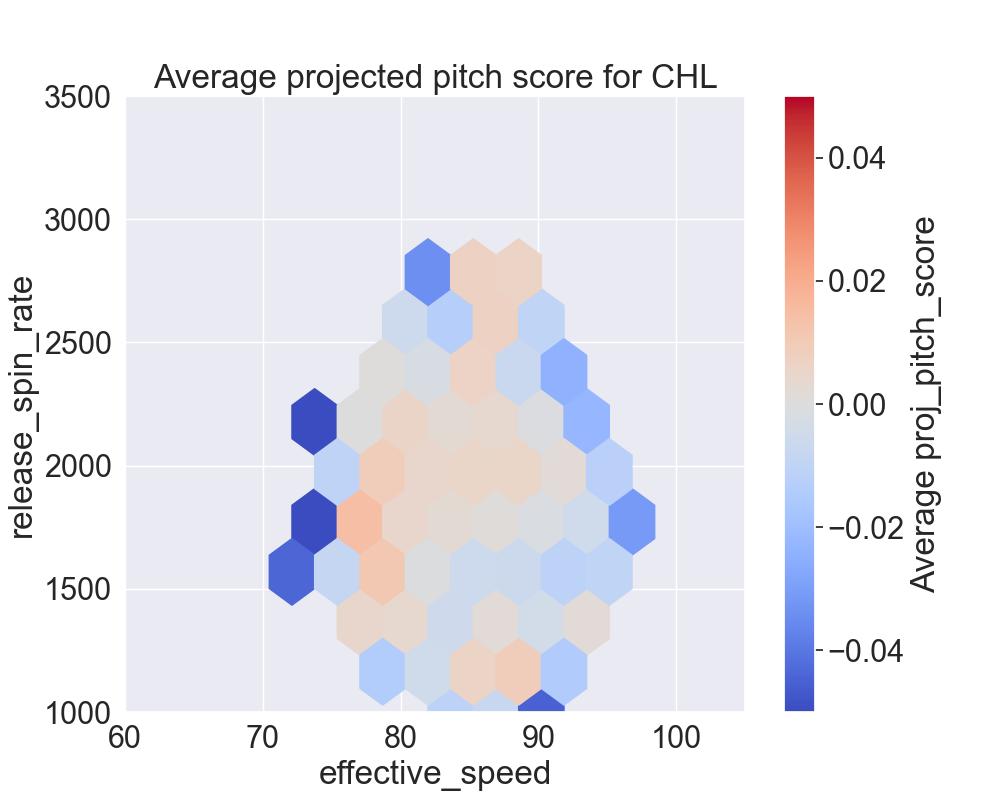 Average projected pitch score for CHL
3500
3000
2500
2000
1500
1000
release_spin_rate
60 70 80 90 100
effective_speed
0.04
0.02
0.00
−0.02
−0.04
Average proj_pitch_score